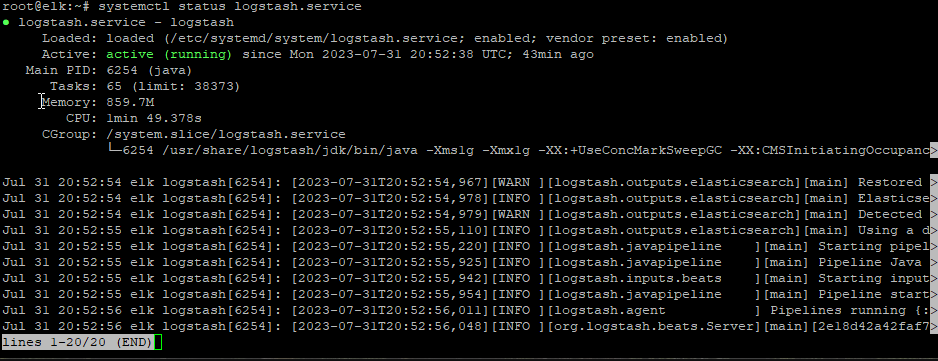 root@elk:~# systemctl status logstash.service
● logstash.service - logstash
Loaded: loaded (/etc/systemd/system/logstash.service; enabled; vendor preset: enabled)
Active: active (running) since Mon 2023-07-31 20:52:38 UTC; 43min ago
Main PID: 6254 (java)
Tasks: 65 (limit: 38373)
Memory: 859.7M
CPU: 1min 49.378s
CGroup: /system.slice/logstash.service
└─6254 /usr/share/logstash/jdk/bin/java -Xms1g -Xmx1g -XX:+UseConcMarkSweepGC -XX:CMSInitiatingOccupanc>
Jul 31 20:52:54 elk logstash[6254]: [2023-07-31T20:52:54,967][WARN ][logstash.outputs.elasticsearch][main] Restored >
Jul 31 20:52:54 elk logstash[6254]: [2023-07-31T20:52:54,978][INFO ][logstash.outputs.elasticsearch][main] Elasticse>
Jul 31 20:52:54 elk logstash[6254]: [2023-07-31T20:52:54,979][WARN ][logstash.outputs.elasticsearch][main] Detected >
Jul 31 20:52:55 elk logstash[6254]: [2023-07-31T20:52:55,110][INFO ][logstash.outputs.elasticsearch][main] Using a d>
Jul 31 20:52:55 elk logstash[6254]: [2023-07-31T20:52:55,220][INFO ][logstash.javapipeline    ][main] Starting pipel>
Jul 31 20:52:55 elk logstash[6254]: [2023-07-31T20:52:55,925][INFO ][logstash.javapipeline    ][main] Pipeline Java >
Jul 31 20:52:55 elk logstash[6254]: [2023-07-31T20:52:55,942][INFO ][logstash.inputs.beats    ][main] Starting input>
Jul 31 20:52:55 elk logstash[6254]: [2023-07-31T20:52:55,954][INFO ][logstash.javapipeline    ][main] Pipeline start>
Jul 31 20:52:56 elk logstash[6254]: [2023-07-31T20:52:56,011][INFO ][logstash.agent           ] Pipelines running {:>
Jul 31 20:52:56 elk logstash[6254]: [2023-07-31T20:52:56,048][INFO ][org.logstash.beats.Server][main][2e18d42a42faf7>
lines 1-20/20 (END)